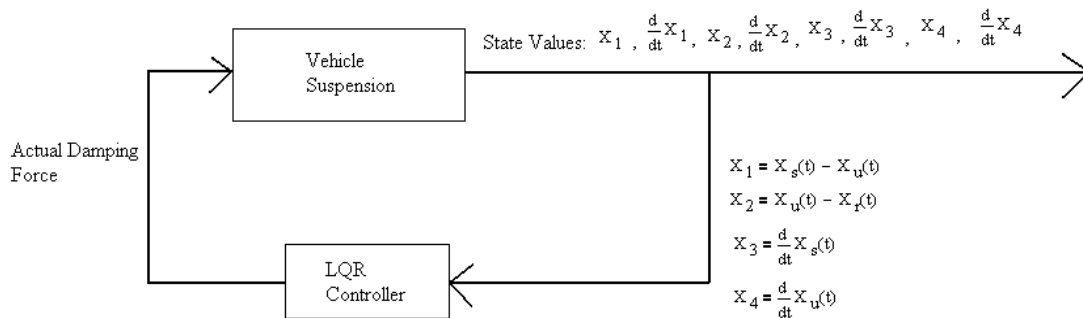 State Values: X₁ , d/dt X₁ , X₂ , d/dt X₂ , X₃ , d/dt X₃ , X₄ , d/dt X₄
Vehicle
Suspension
Actual Damping
Force
X₁ = Xₛ(t) − Xᵤ(t)
X₂ = Xᵤ(t) − Xᵣ(t)
X₃ = d/dt Xₛ(t)
X₄ = d/dt Xᵤ(t)
LQR
Controller